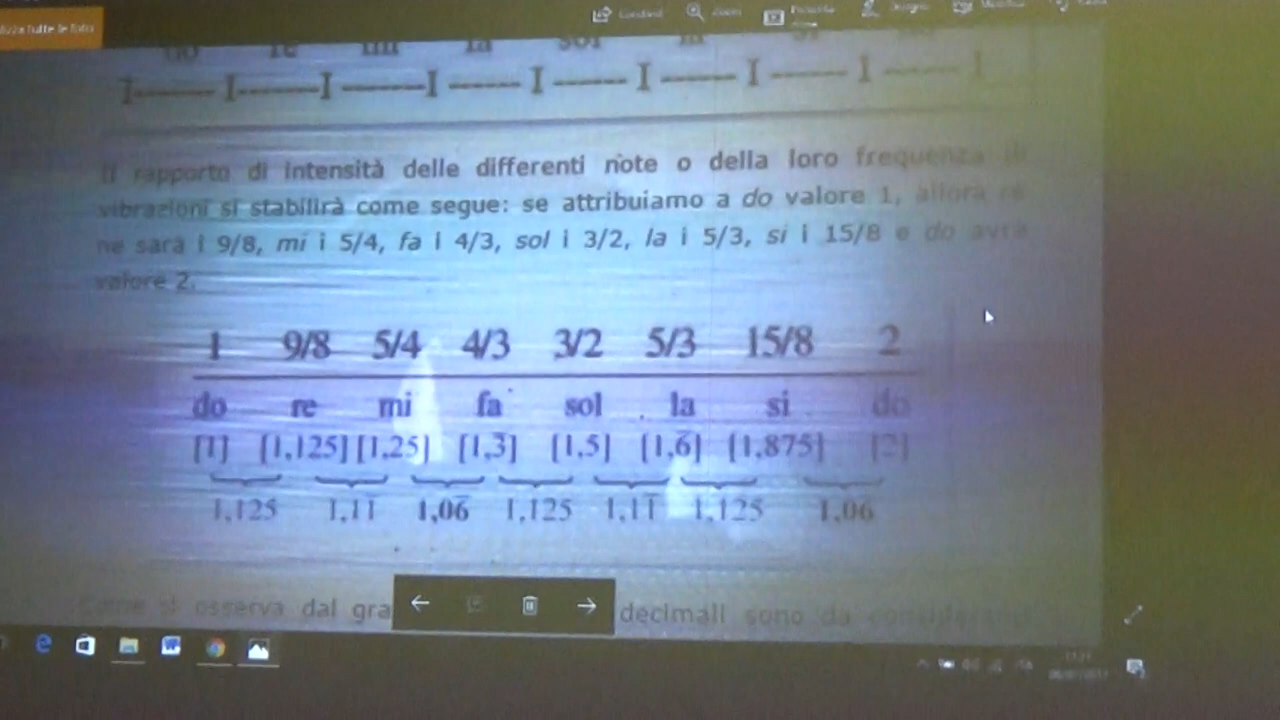 I------- I-------I -------I ------ I ------ I ------ I ------ I ------ I
Il rapporto di intensità delle differenti note o della loro frequenza di
vibrazioni si stabilirà come segue: se attribuiamo a do valore 1, allora re
ne sarà i 9/8, mi i 5/4, fa i 4/3, sol i 3/2, la i 5/3, si i 15/8 e do avrà
valore 2.
1 9/8 5/4 4/3 3/2 5/3 15/8 2
do re mi fa sol la si do
[1] [1,125] [1,25] [1,3̅] [1,5] [1,6̅] [1,875] [2]
1,125 1,11̅ 1,06̅ 1,125 1,11̅ 1,125 1,06̅
Come si osserva dal gra decimali sono da